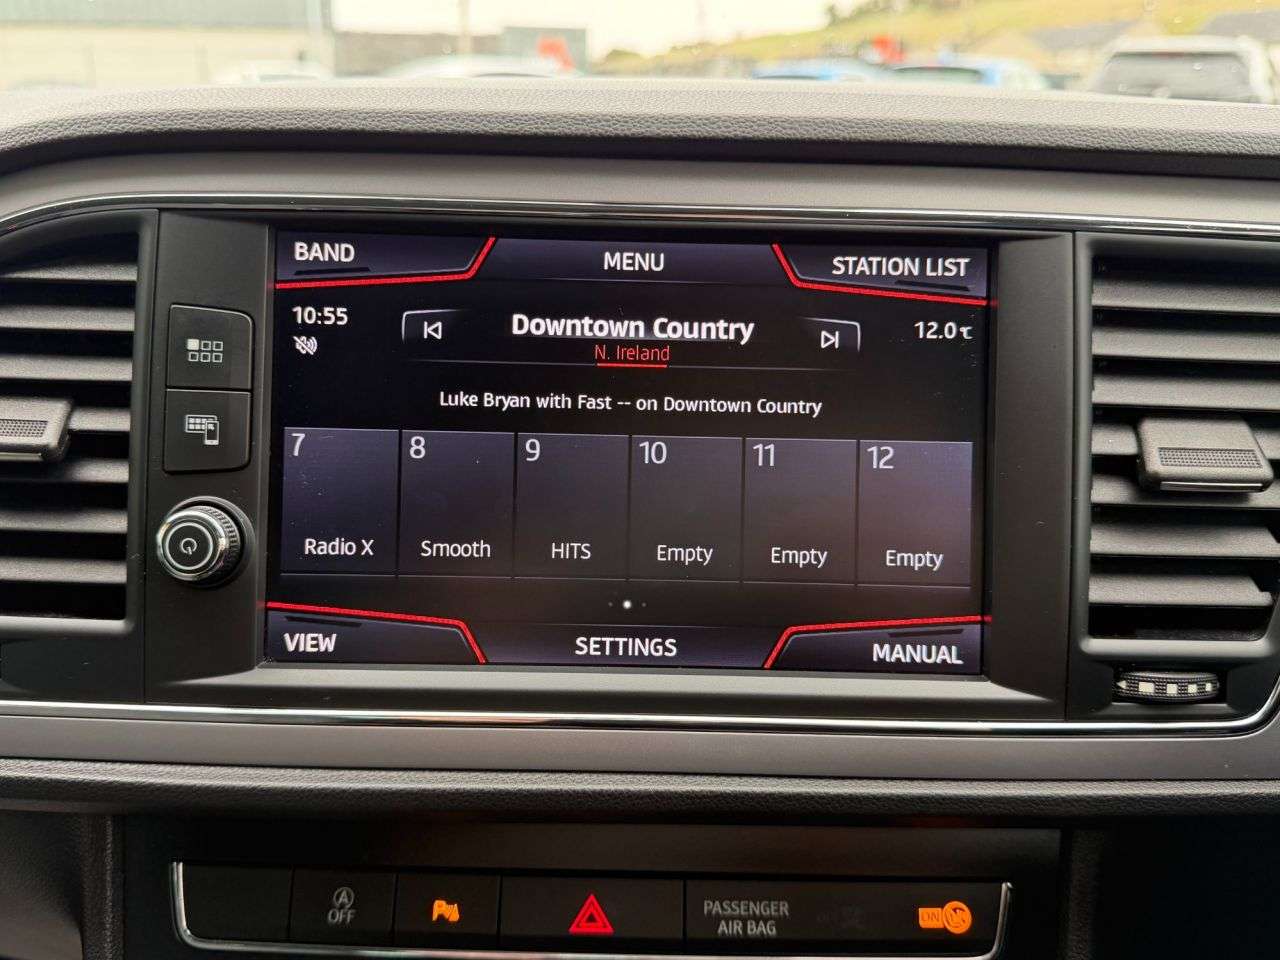 BAND MENU STATION LIST
10:55
Downtown Country
12.0°C
N. Ireland
Luke Bryan with Fast -- on Downtown Country
7 8 9 10 11 12
Radio X Smooth HITS Empty Empty Empty
VIEW SETTINGS MANUAL
A
OFF
PASSENGER
AIR BAG
ON